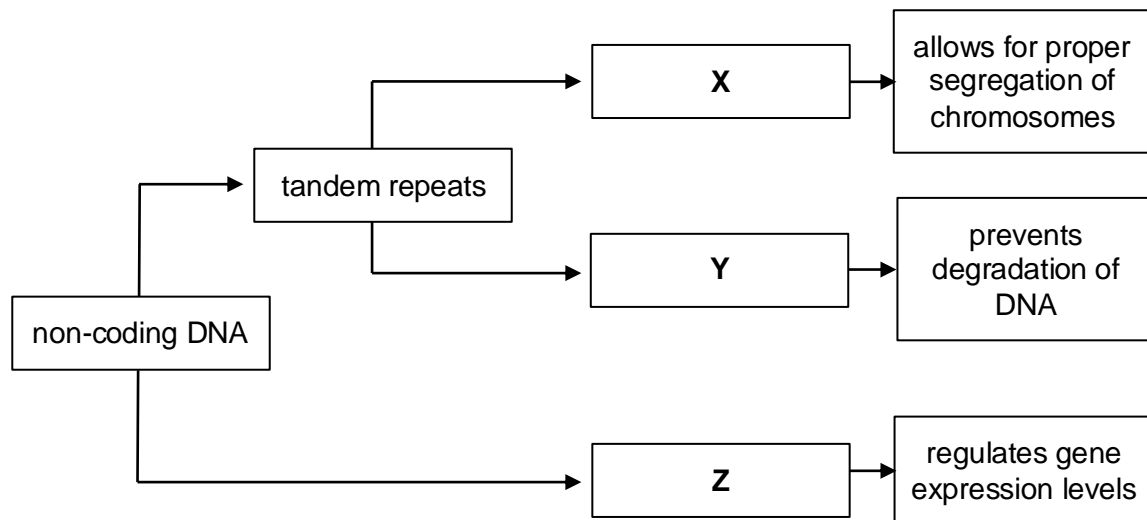 X
allows for proper
segregation of
chromosomes
tandem repeats
Y
prevents
degradation of
DNA
non-coding DNA
Z
regulates gene
expression levels